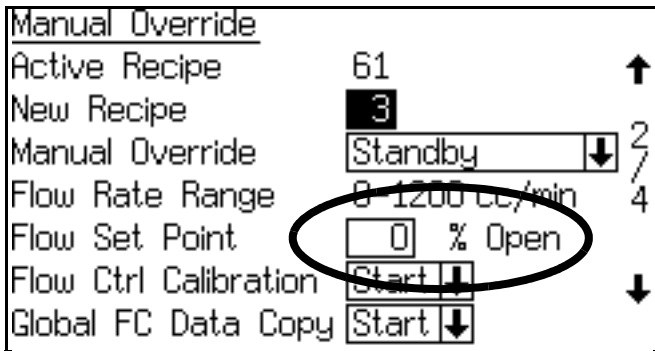 Manual Override
Active Recipe 61
New Recipe 3
Manual Override Standby
Flow Rate Range 0-1200 cc/min
Flow Set Point 0 % Open
Flow Ctrl Calibration Start
Global FC Data Copy Start
2/4